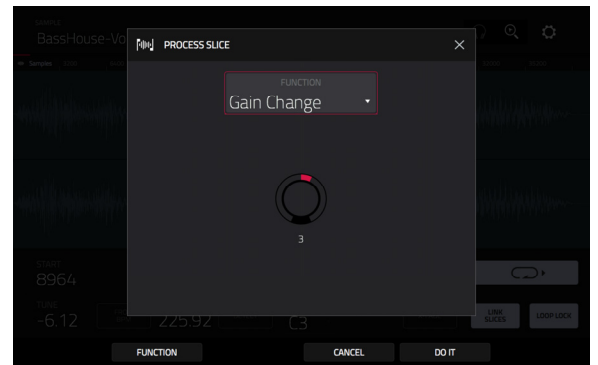 SAMPLE
BassHouse-Vo
PROCESS SLICE
Samples
FUNCTION
Gain Change
3
START
8964
TUNE
-6.12
225.92
C3
LINK SLICES
LOOP LOCK
FUNCTION
CANCEL
DO IT